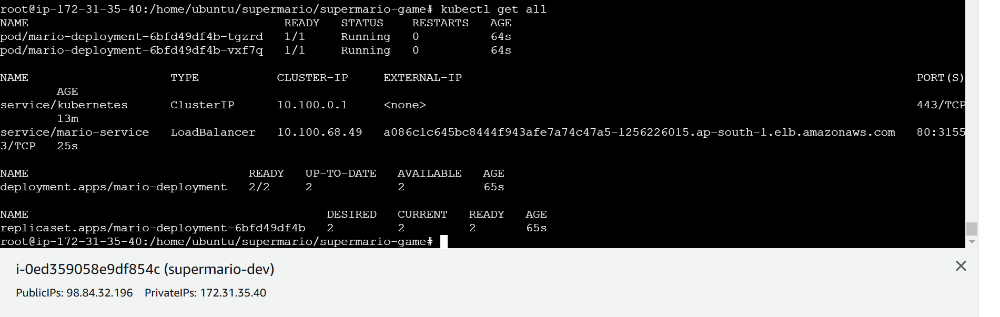 root@ip-172-31-35-40:/home/ubuntu/supermario/supermario-game# kubectl get all
NAME                                    READY   STATUS    RESTARTS   AGE
pod/mario-deployment-6bfd49df4b-tgzrd   1/1     Running   0          64s
pod/mario-deployment-6bfd49df4b-vxf7q   1/1     Running   0          64s
NAME                    TYPE           CLUSTER-IP     EXTERNAL-IP                                                                PORT(S)
        AGE
service/kubernetes      ClusterIP      10.100.0.1     <none>                                                                     443/TCP
        13m
service/mario-service   LoadBalancer   10.100.68.49   a086c1c645bc8444f943afe7a74c47a5-1256226015.ap-south-1.elb.amazonaws.com   80:3155
3/TCP   25s
NAME                               READY   UP-TO-DATE   AVAILABLE   AGE
deployment.apps/mario-deployment   2/2     2            2           65s
NAME                                          DESIRED   CURRENT   READY   AGE
replicaset.apps/mario-deployment-6bfd49df4b   2         2         2       65s
root@ip-172-31-35-40:/home/ubuntu/supermario/supermario-game#
i-0ed359058e9df854c (supermario-dev)
PublicIPs: 98.84.32.196    PrivateIPs: 172.31.35.40